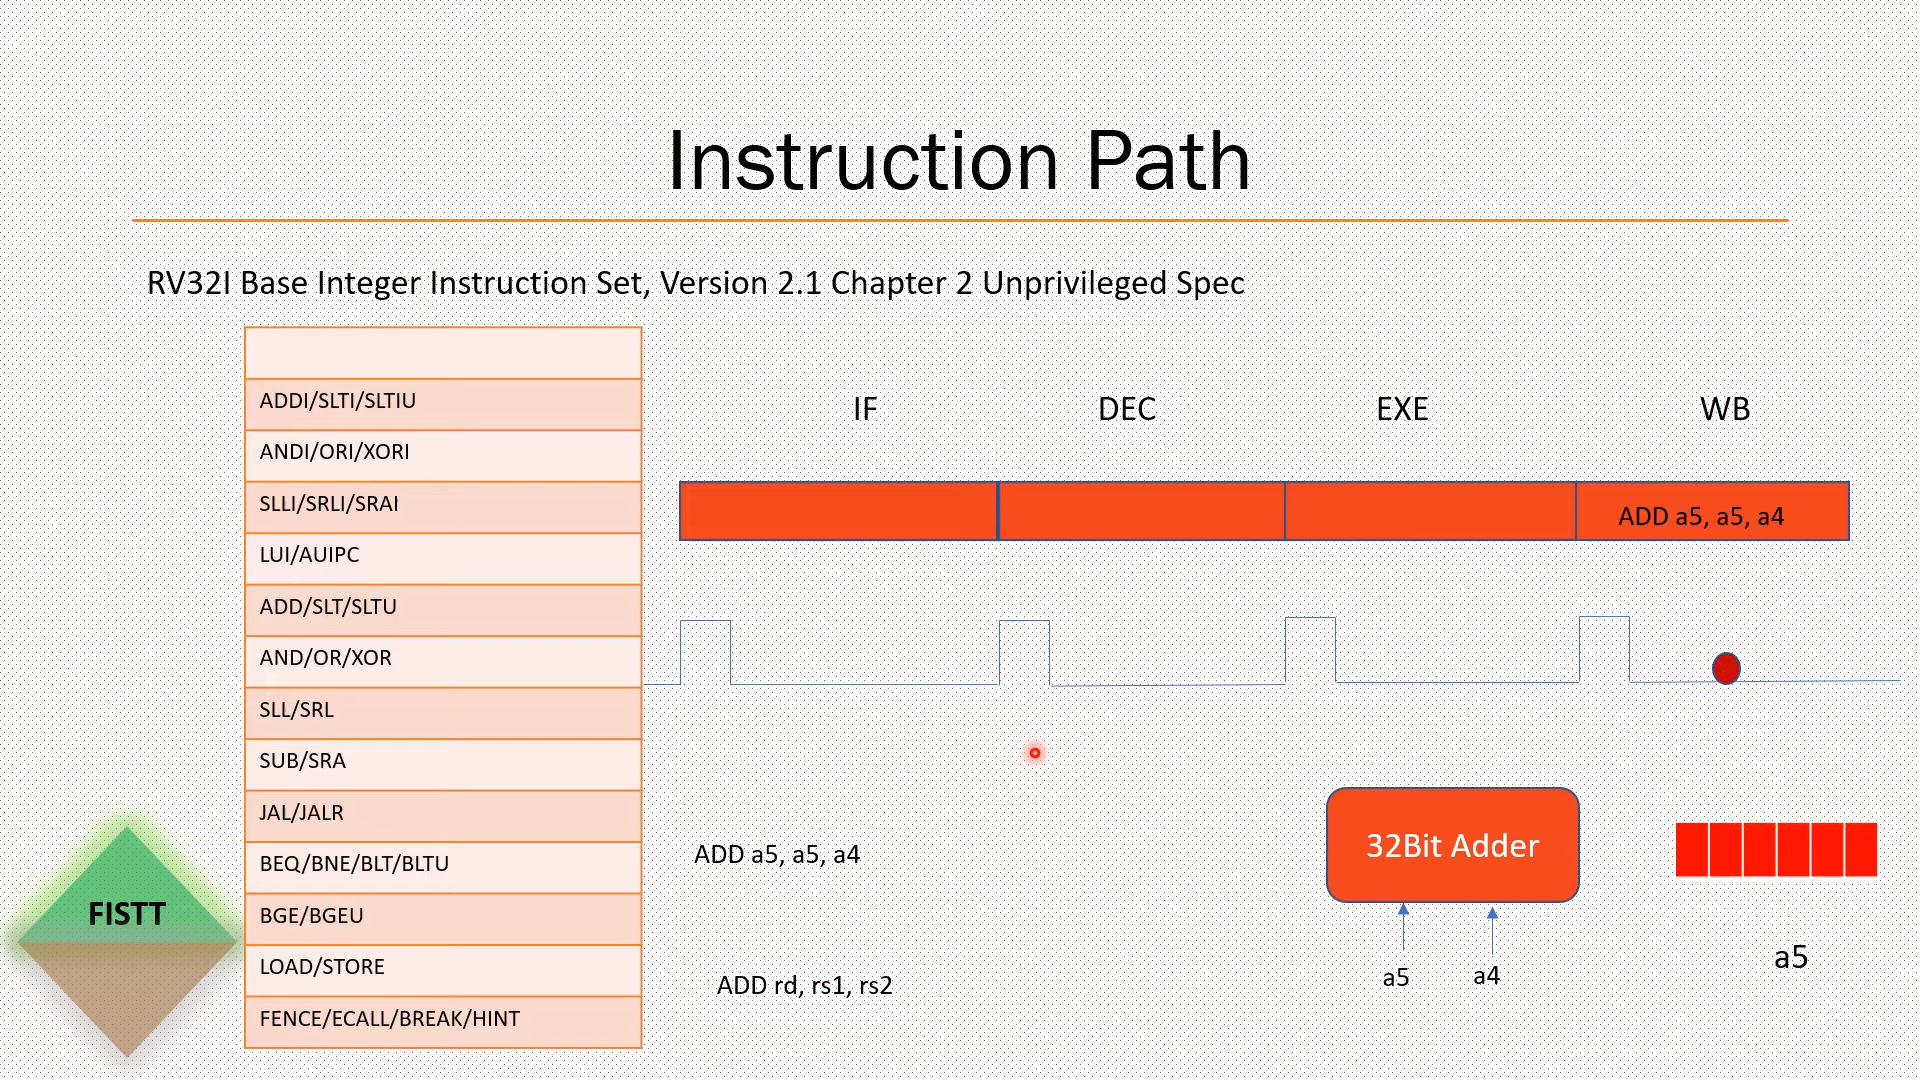 Instruction Path
RV32I Base Integer Instruction Set, Version 2.1 Chapter 2 Unprivileged Spec
ADDI/SLTI/SLTIU
ANDI/ORI/XORI
SLLI/SRLI/SRAI
LUI/AUIPC
ADD/SLT/SLTU
AND/OR/XOR
SLL/SRL
SUB/SRA
JAL/JALR
BEQ/BNE/BLT/BLTU
BGE/BGEU
LOAD/STORE
FENCE/ECALL/BREAK/HINT
IF DEC EXE WB
ADD a5, a5, a4
ADD a5, a5, a4
32Bit Adder
a5 a4
a5
ADD rd, rs1, rs2
FISTT